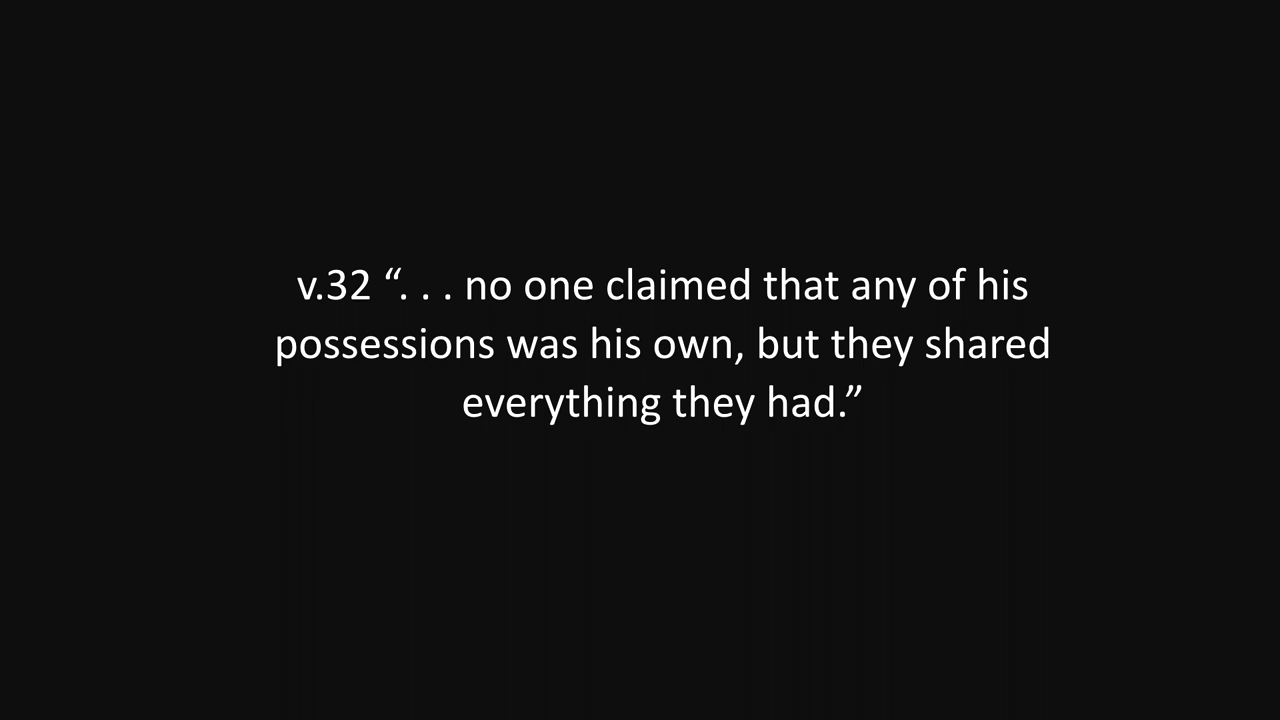 v.32 “. . . no one claimed that any of his
possessions was his own, but they shared
everything they had.”